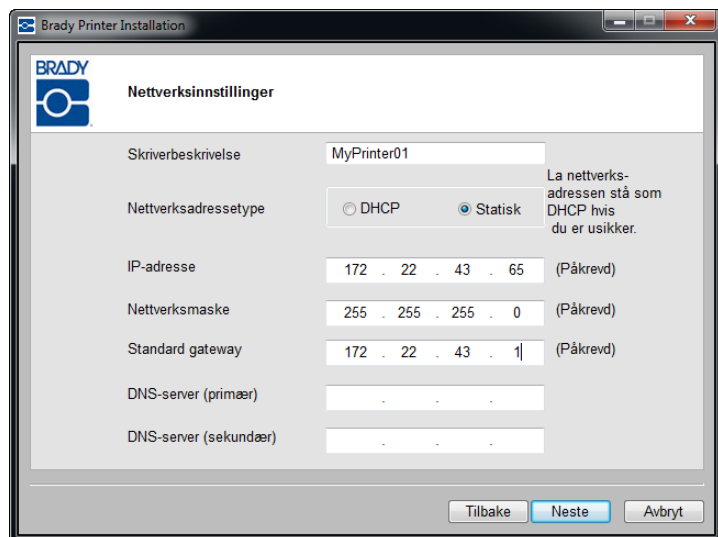 Brady Printer Installation
BRADY
Nettverksinnstillinger
Skriverbeskrivelse MyPrinter01
Nettverksadressetype DHCP Statisk
La nettverks-
adressen stå som
DHCP hvis
du er usikker.
IP-adresse 172 . 22 . 43 . 65 (Påkrevd)
Nettverksmaske 255 . 255 . 255 . 0 (Påkrevd)
Standard gateway 172 . 22 . 43 . 1 (Påkrevd)
DNS-server (primær) . . .
DNS-server (sekundær) . . .
Tilbake Neste Avbryt